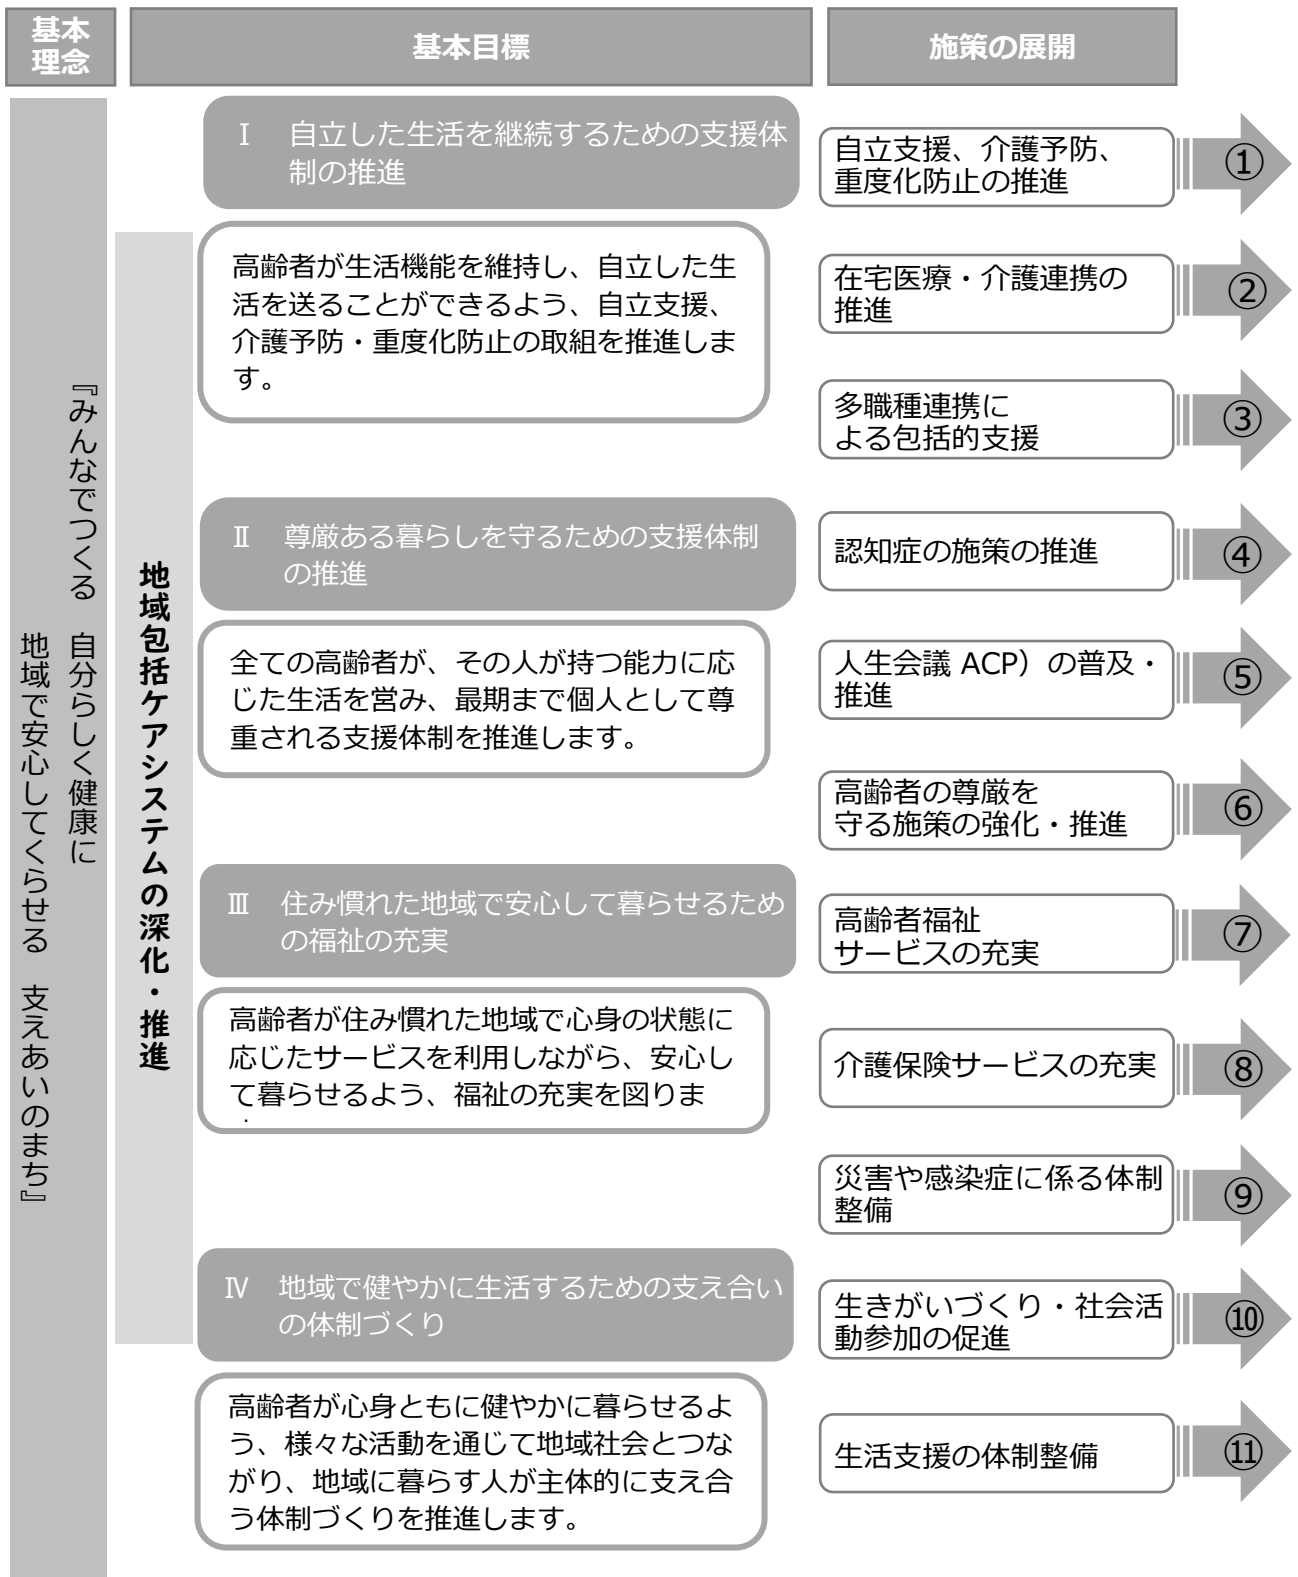 基本
理念
基本目標
施策の展開
『みんなでつくる　自分らしく健康に
地域で安心してくらせる　支えあいのまち』
地域包括ケアシステムの深化・推進
Ⅰ　自立した生活を継続するための支援体
制の推進
高齢者が生活機能を維持し、自立した生
活を送ることができるよう、自立支援、
介護予防・重度化防止の取組を推進しま
す。
自立支援、介護予防、
重度化防止の推進
①
在宅医療・介護連携の
推進
②
多職種連携に
よる包括的支援
③
Ⅱ　尊厳ある暮らしを守るための支援体制
の推進
全ての高齢者が、その人が持つ能力に応
じた生活を営み、最期まで個人として尊
重される支援体制を推進します。
認知症の施策の推進
④
人生会議 ACP）の普及・
推進
⑤
高齢者の尊厳を
守る施策の強化・推進
⑥
Ⅲ　住み慣れた地域で安心して暮らせるため
の福祉の充実
高齢者が住み慣れた地域で心身の状態に
応じたサービスを利用しながら、安心し
て暮らせるよう、福祉の充実を図りま
高齢者福祉
サービスの充実
⑦
介護保険サービスの充実
⑧
災害や感染症に係る体制
整備
⑨
Ⅳ　地域で健やかに生活するための支え合い
の体制づくり
高齢者が心身ともに健やかに暮らせるよ
う、様々な活動を通じて地域社会とつな
がり、地域に暮らす人が主体的に支え合
う体制づくりを推進します。
生きがいづくり・社会活
動参加の促進
⑩
生活支援の体制整備
⑪